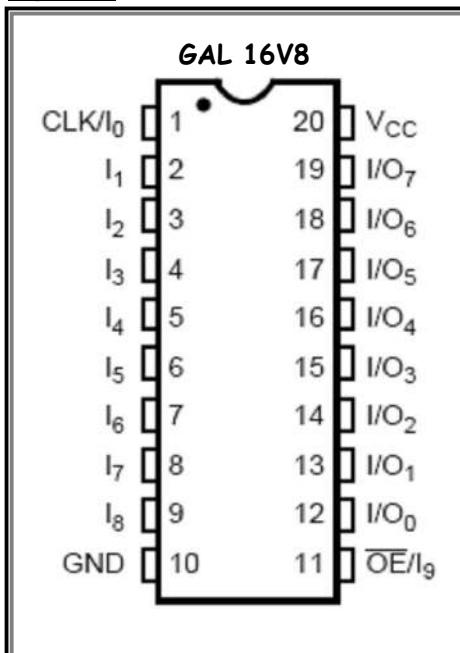 GAL 16V8
CLK/I₀ 1 20 V_CC
I₁ 2 19 I/O₇
I₂ 3 18 I/O₆
I₃ 4 17 I/O₅
I₄ 5 16 I/O₄
I₅ 6 15 I/O₃
I₆ 7 14 I/O₂
I₇ 8 13 I/O₁
I₈ 9 12 I/O₀
GND 10 11 O̅E̅/I₉